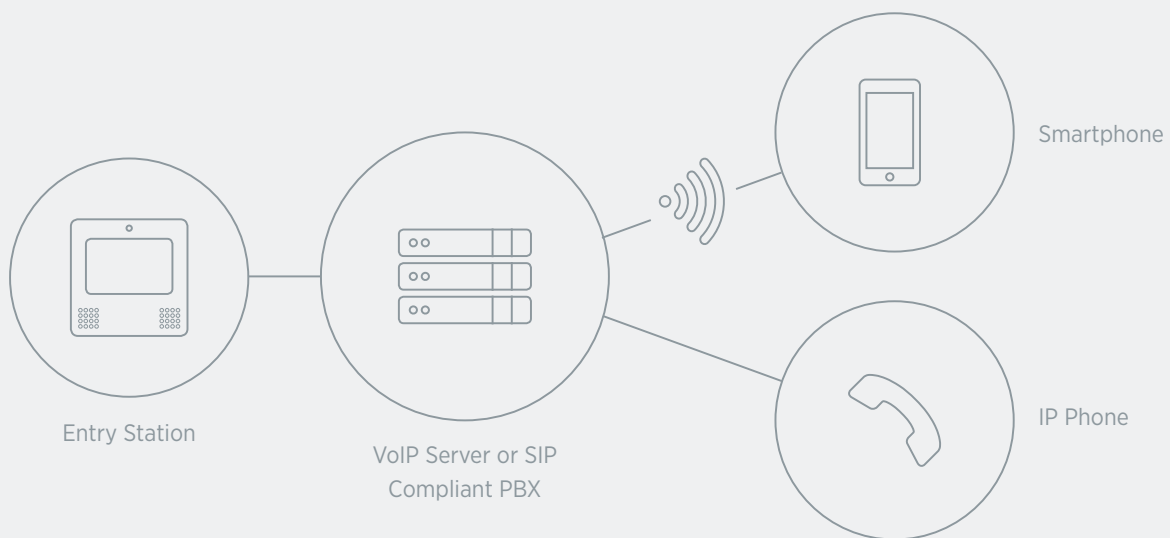 Smartphone
Entry Station
VoIP Server or SIP
Compliant PBX
IP Phone